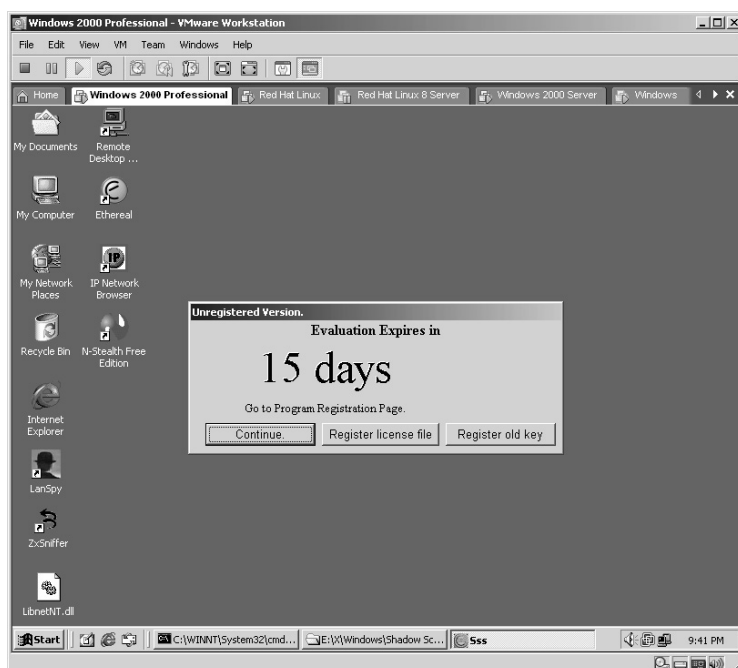 Windows 2000 Professional - VMware Workstation
File Edit View VM Team Windows Help
Home Windows 2000 Professional Red Hat Linux Red Hat Linux 8 Server Windows 2000 Server Windows
My Documents Remote Desktop ...
My Computer Ethereal
My Network Places IP Network Browser
Recycle Bin N-Stealth Free Edition
Internet Explorer
LanSpy
ZxSniffer
LibnetNT.dll
Unregistered Version.
Evaluation Expires in
15 days
Go to Program Registration Page.
Continue. Register license file Register old key
Start C:\WINNT\System32\cmd... E:\X\Windows\Shadow Sc... Sss 9:41 PM